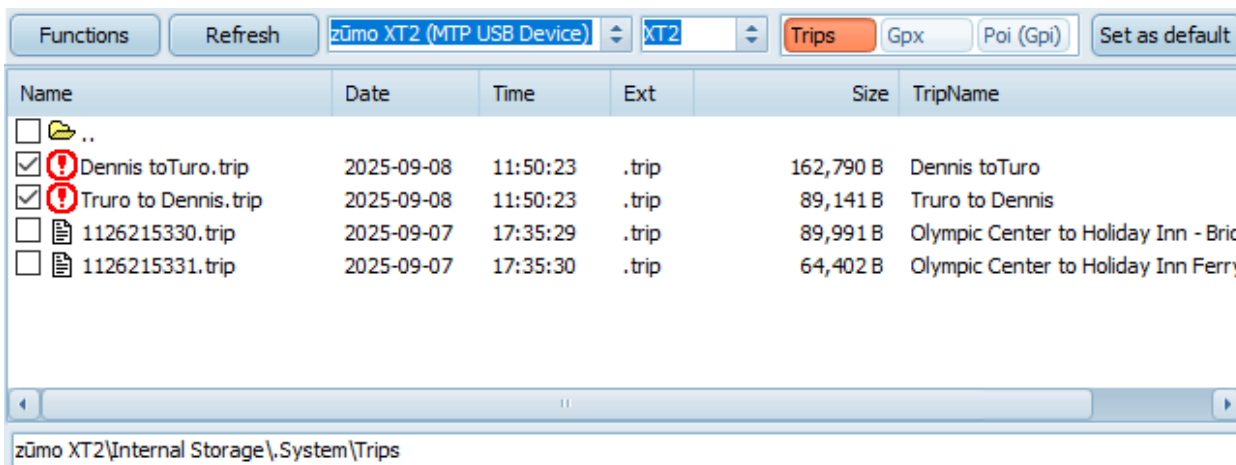 Functions Refresh zūmo XT2 (MTP USB Device) XT2 Trips Gpx Poi (Gpi) Set as default
Name Date Time Ext Size TripName
..
Dennis toTuro.trip 2025-09-08 11:50:23 .trip 162,790 B Dennis toTuro
Truro to Dennis.trip 2025-09-08 11:50:23 .trip 89,141 B Truro to Dennis
1126215330.trip 2025-09-07 17:35:29 .trip 89,991 B Olympic Center to Holiday Inn - Bric
1126215331.trip 2025-09-07 17:35:30 .trip 64,402 B Olympic Center to Holiday Inn Ferry
zūmo XT2\Internal Storage\.System\Trips